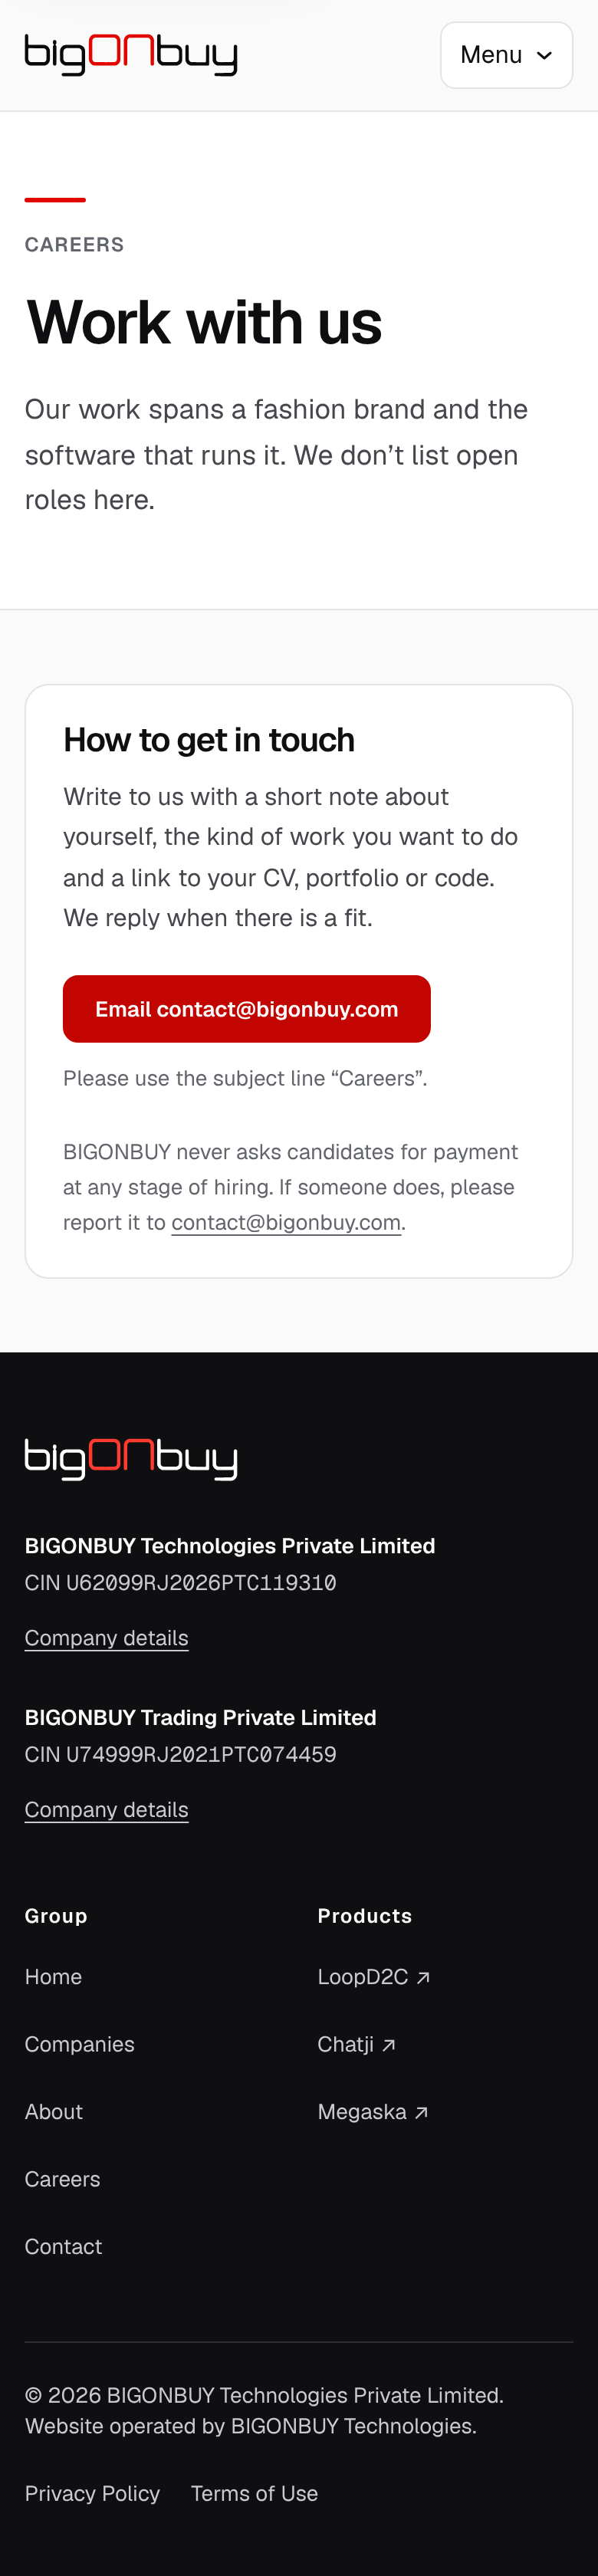 bigONbuy
Menu
CAREERS
Work with us
Our work spans a fashion brand and the
software that runs it. We don’t list open
roles here.
How to get in touch
Write to us with a short note about
yourself, the kind of work you want to do
and a link to your CV, portfolio or code.
We reply when there is a fit.
Email contact@bigonbuy.com
Please use the subject line “Careers”.
BIGONBUY never asks candidates for payment
at any stage of hiring. If someone does, please
report it to contact@bigonbuy.com.
bigONbuy
BIGONBUY Technologies Private Limited
CIN U62099RJ2026PTC119310
Company details
BIGONBUY Trading Private Limited
CIN U74999RJ2021PTC074459
Company details
Group
Home
Companies
About
Careers
Contact
Products
LoopD2C ↗
Chatji ↗
Megaska ↗
© 2026 BIGONBUY Technologies Private Limited.
Website operated by BIGONBUY Technologies.
Privacy Policy Terms of Use